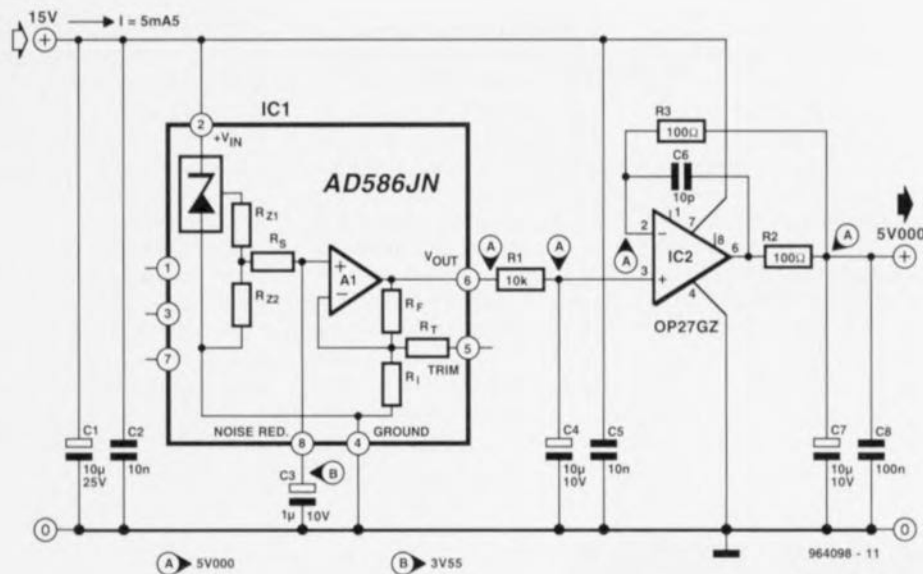 15V
I = 5mA5
+
IC1
2
+VIN
AD586JN
RZ1
RS
RZ2
1
3
7
+
A1
−
VOUT
6
RF
RT
5
TRIM
RI
NOISE RED.
8
4
GROUND
A
R1
10k
A
R3
100Ω
C6
10p
1
2
−
7
8
IC2
3
+
4
6
A
OP27GZ
R2
100Ω
A
5V000
+
C1
10µ
25V
C2
10n
C3
1µ
10V
B
C4
10µ
10V
C5
10n
C7
10µ
10V
C8
100n
0
0
964098 - 11
A 5V000
B 3V55